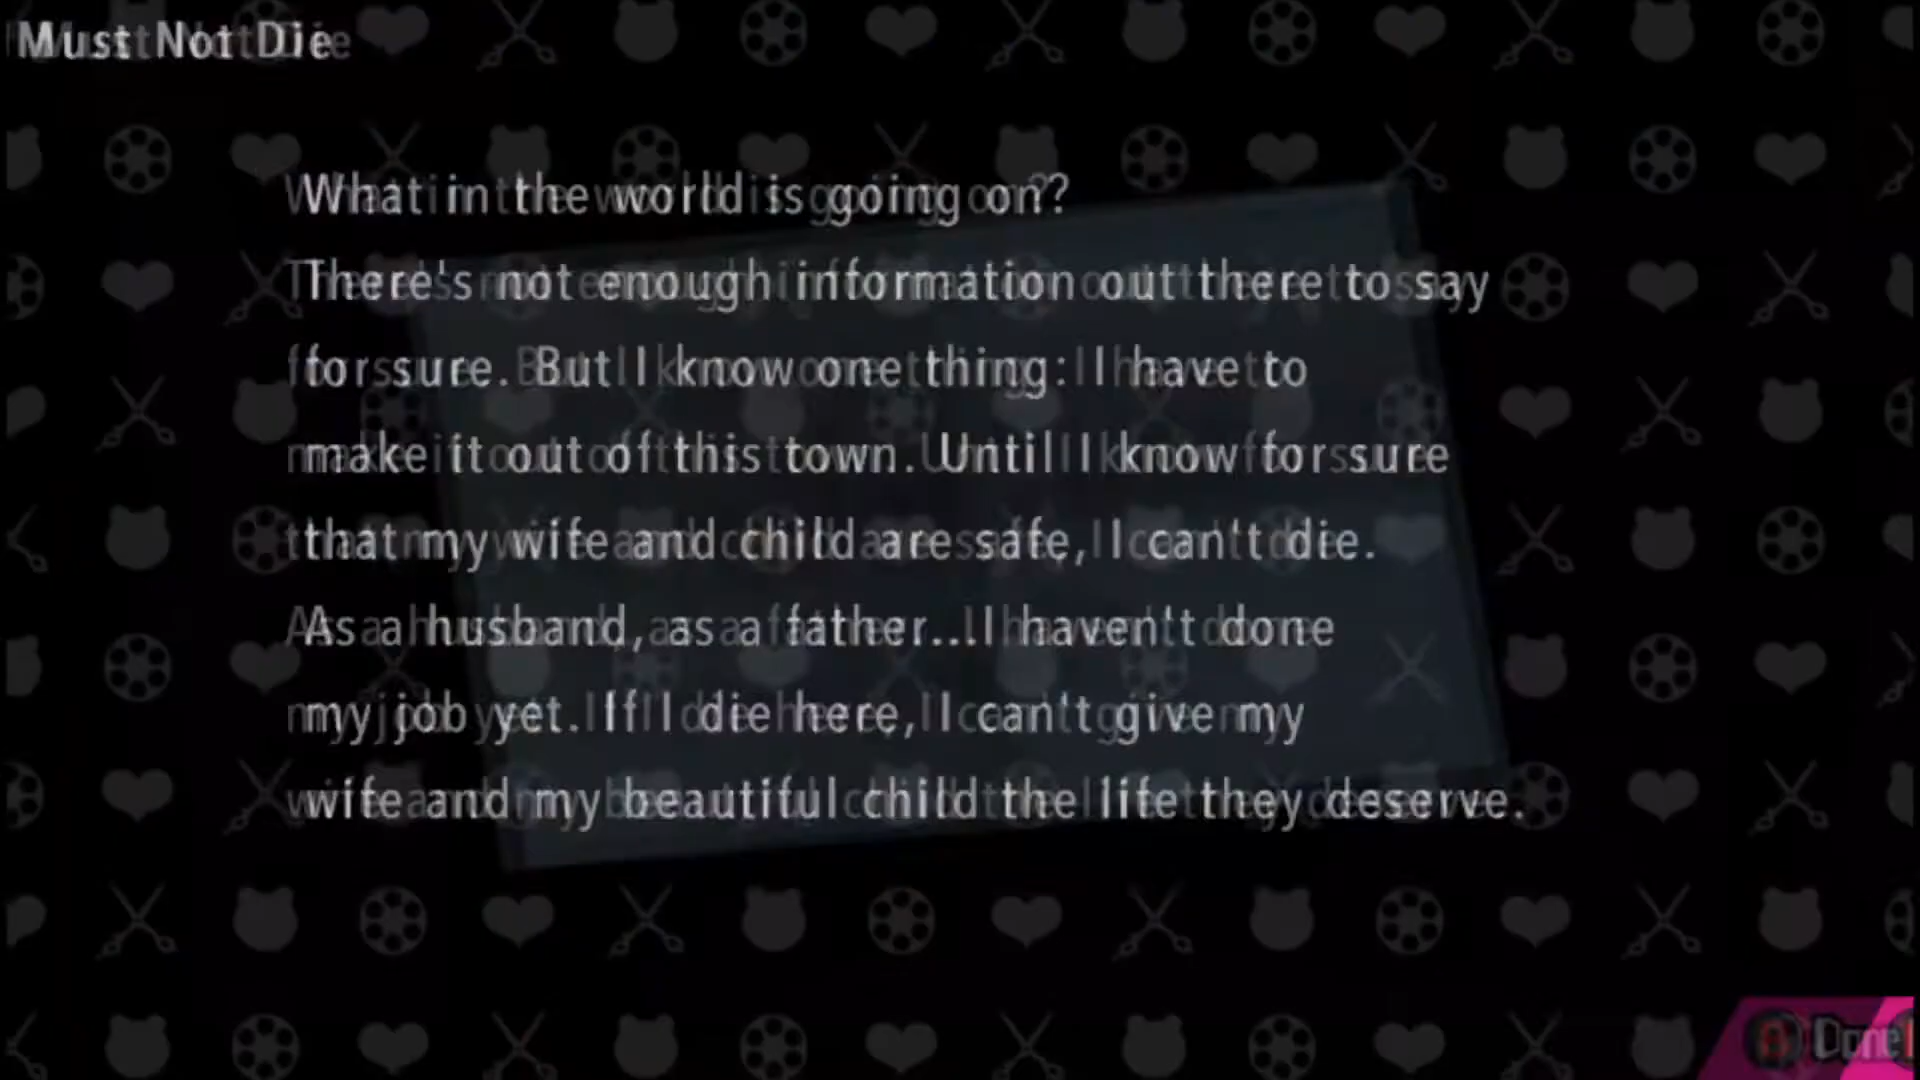 Must Not Die
What in the world is going on?
There's not enough information out there to say
for sure. But I know one thing: I have to
make it out of this town. Until I know for sure
that my wife and child are safe, I can't die.
As a husband, as a father...I haven't done
my job yet. If I die here, I can't give my
wife and my beautiful child the life they deserve.
Done